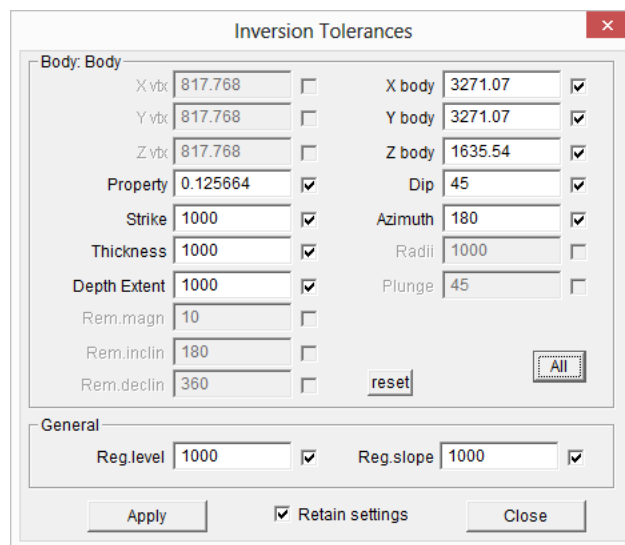 Inversion Tolerances
Body: Body
X vtx 817.768 X body 3271.07
Y vtx 817.768 Y body 3271.07
Z vtx 817.768 Z body 1635.54
Property 0.125664 Dip 45
Strike 1000 Azimuth 180
Thickness 1000 Radii 1000
Depth Extent 1000 Plunge 45
Rem.magn 10
Rem.inclin 180
All
Rem.declin 360 reset
General
Reg.level 1000 Reg.slope 1000
Apply Retain settings Close